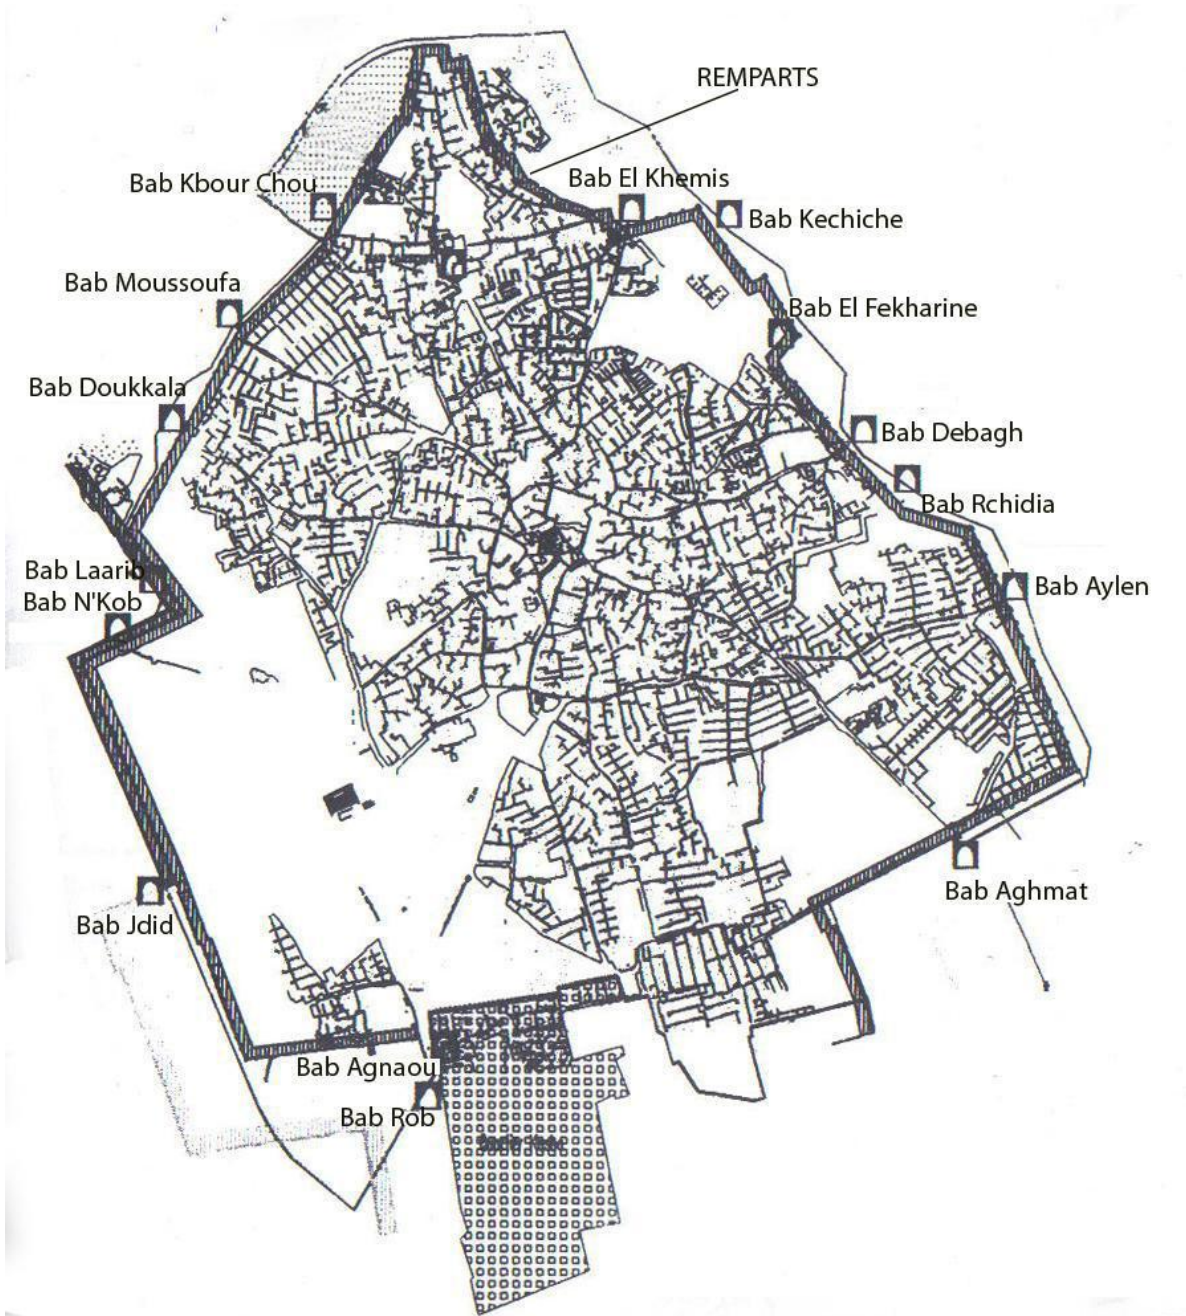 REMPARTS
Bab Kbour Chou
Bab El Khemis
Bab Kechiche
Bab Moussoufa
Bab El Fekharine
Bab Doukkala
Bab Debagh
Bab Rchidia
Bab Laarib
Bab N'Kob
Bab Aylen
Bab Aghmat
Bab Jdid
Bab Agnaou
Bab Rob